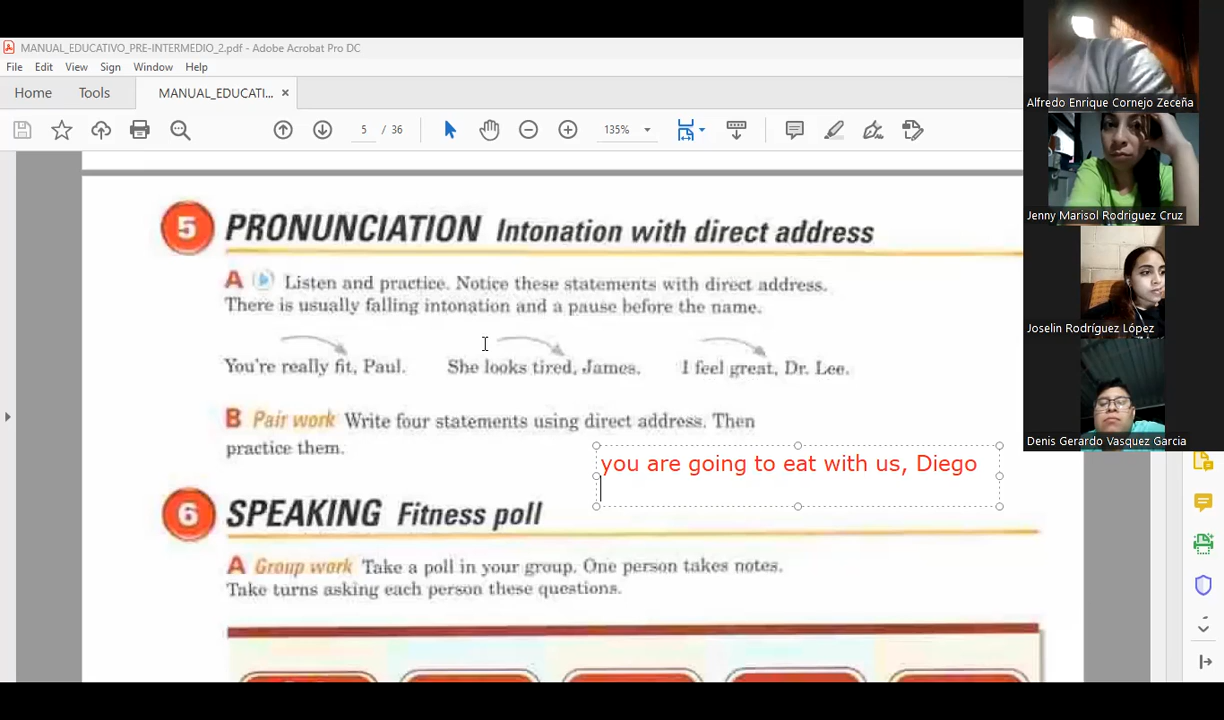 MANUAL_EDUCATIVO_PRE-INTERMEDIO_2.pdf - Adobe Acrobat Pro DC
File Edit View Sign Window Help
Home Tools MANUAL_EDUCATI... ×
5 / 36 135%
5 PRONUNCIATION Intonation with direct address
A Listen and practice. Notice these statements with direct address.
There is usually falling intonation and a pause before the name.
You're really fit, Paul. She looks tired, James. I feel great, Dr. Lee.
B Pair work Write four statements using direct address. Then
practice them.
you are going to eat with us, Diego
6 SPEAKING Fitness poll
A Group work Take a poll in your group. One person takes notes.
Take turns asking each person these questions.
Alfredo Enrique Cornejo Zeceña
Jenny Marisol Rodriguez Cruz
Joselin Rodríguez López
Denis Gerardo Vasquez Garcia